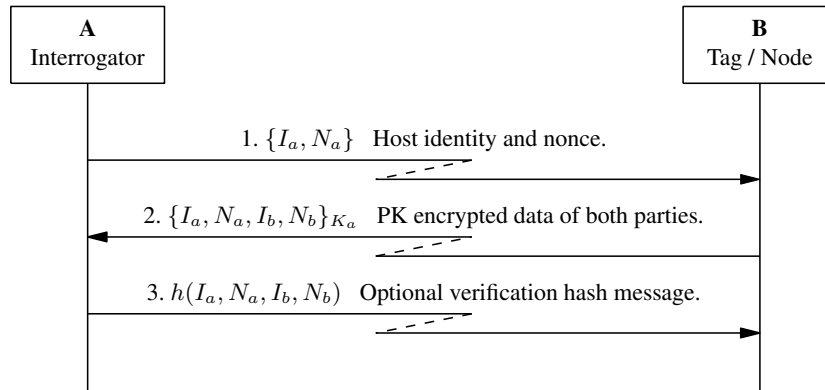 A
Interrogator
B
Tag / Node
1. {I_a, N_a} Host identity and nonce.
2. {I_a, N_a, I_b, N_b}_{K_a} PK encrypted data of both parties.
3. h(I_a, N_a, I_b, N_b) Optional verification hash message.